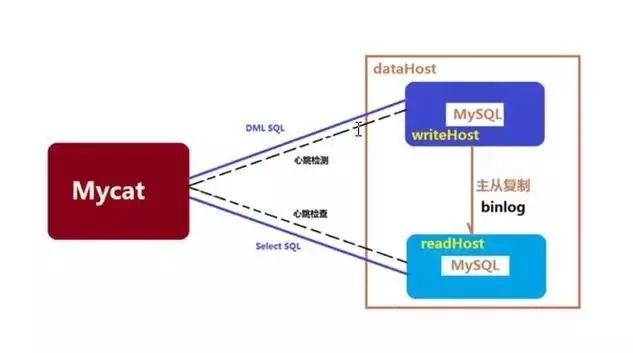 dataHost
MySQL
writeHost
DML SQL
心跳检测
Mycat
主从复制
binlog
心跳检查
Select SQL
readHost
MySQL